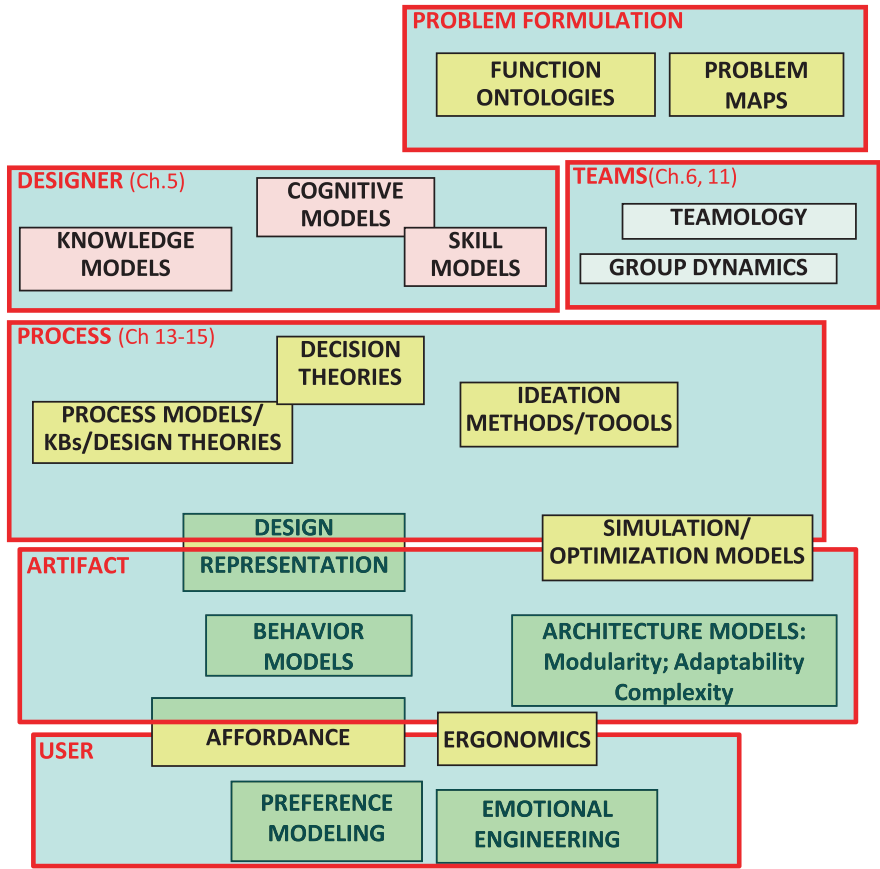 PROBLEM FORMULATION
FUNCTION
ONTOLOGIES
PROBLEM
MAPS
DESIGNER (Ch.5)
COGNITIVE
MODELS
KNOWLEDGE
MODELS
SKILL
MODELS
TEAMS(Ch.6, 11)
TEAMOLOGY
GROUP DYNAMICS
PROCESS (Ch 13-15)
DECISION
THEORIES
IDEATION
METHODS/TOOOLS
PROCESS MODELS/
KBs/DESIGN THEORIES
DESIGN
REPRESENTATION
SIMULATION/
OPTIMIZATION MODELS
ARTIFACT
BEHAVIOR
MODELS
ARCHITECTURE MODELS:
Modularity; Adaptability
Complexity
AFFORDANCE
ERGONOMICS
USER
PREFERENCE
MODELING
EMOTIONAL
ENGINEERING